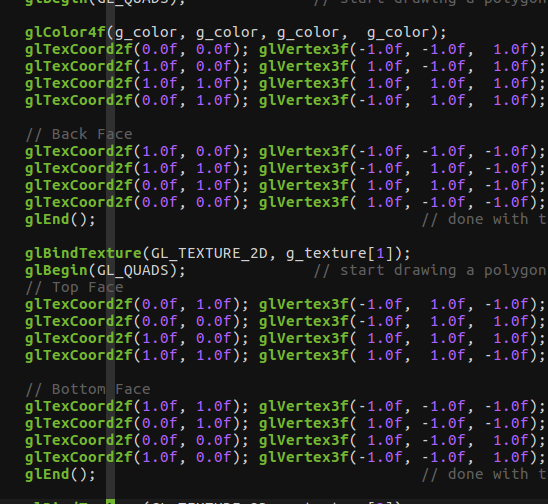 glBegin(GL_QUADS); // start drawing a polygon
glColor4f(g_color, g_color, g_color, g_color);
glTexCoord2f(0.0f, 0.0f); glVertex3f(-1.0f, -1.0f, 1.0f);
glTexCoord2f(1.0f, 0.0f); glVertex3f( 1.0f, -1.0f, 1.0f);
glTexCoord2f(1.0f, 1.0f); glVertex3f( 1.0f, 1.0f, 1.0f);
glTexCoord2f(0.0f, 1.0f); glVertex3f(-1.0f, 1.0f, 1.0f);
// Back Face
glTexCoord2f(1.0f, 0.0f); glVertex3f(-1.0f, -1.0f, -1.0f);
glTexCoord2f(1.0f, 1.0f); glVertex3f(-1.0f, 1.0f, -1.0f);
glTexCoord2f(0.0f, 1.0f); glVertex3f( 1.0f, 1.0f, -1.0f);
glTexCoord2f(0.0f, 0.0f); glVertex3f( 1.0f, -1.0f, -1.0f);
glEnd(); // done with t
glBindTexture(GL_TEXTURE_2D, g_texture[1]);
glBegin(GL_QUADS); // start drawing a polygon
// Top Face
glTexCoord2f(0.0f, 1.0f); glVertex3f(-1.0f, 1.0f, -1.0f);
glTexCoord2f(0.0f, 0.0f); glVertex3f(-1.0f, 1.0f, 1.0f);
glTexCoord2f(1.0f, 0.0f); glVertex3f( 1.0f, 1.0f, 1.0f);
glTexCoord2f(1.0f, 1.0f); glVertex3f( 1.0f, 1.0f, -1.0f);
// Bottom Face
glTexCoord2f(1.0f, 1.0f); glVertex3f(-1.0f, -1.0f, -1.0f);
glTexCoord2f(0.0f, 1.0f); glVertex3f( 1.0f, -1.0f, -1.0f);
glTexCoord2f(0.0f, 0.0f); glVertex3f( 1.0f, -1.0f, 1.0f);
glTexCoord2f(1.0f, 0.0f); glVertex3f(-1.0f, -1.0f, 1.0f);
glEnd(); // done with t